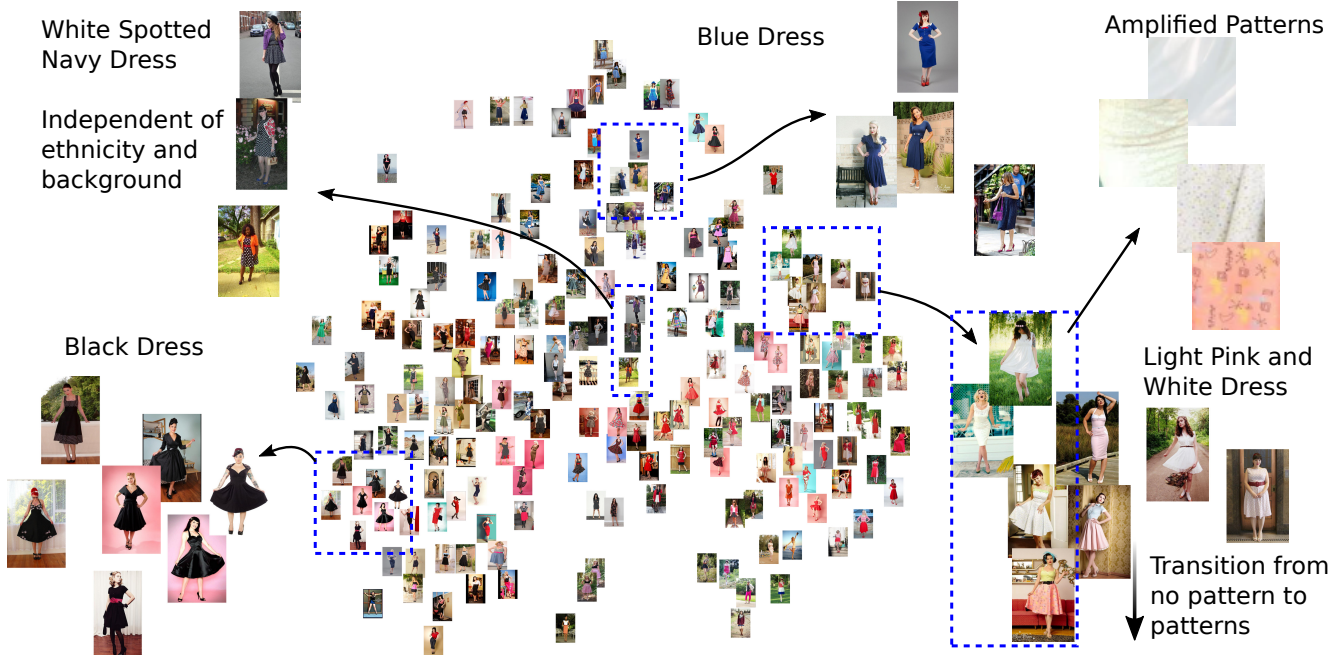 White Spotted
Navy Dress
Independent of
ethnicity and
background
Blue Dress
Amplified Patterns
Black Dress
Light Pink and
White Dress
Transition from
no pattern to
patterns